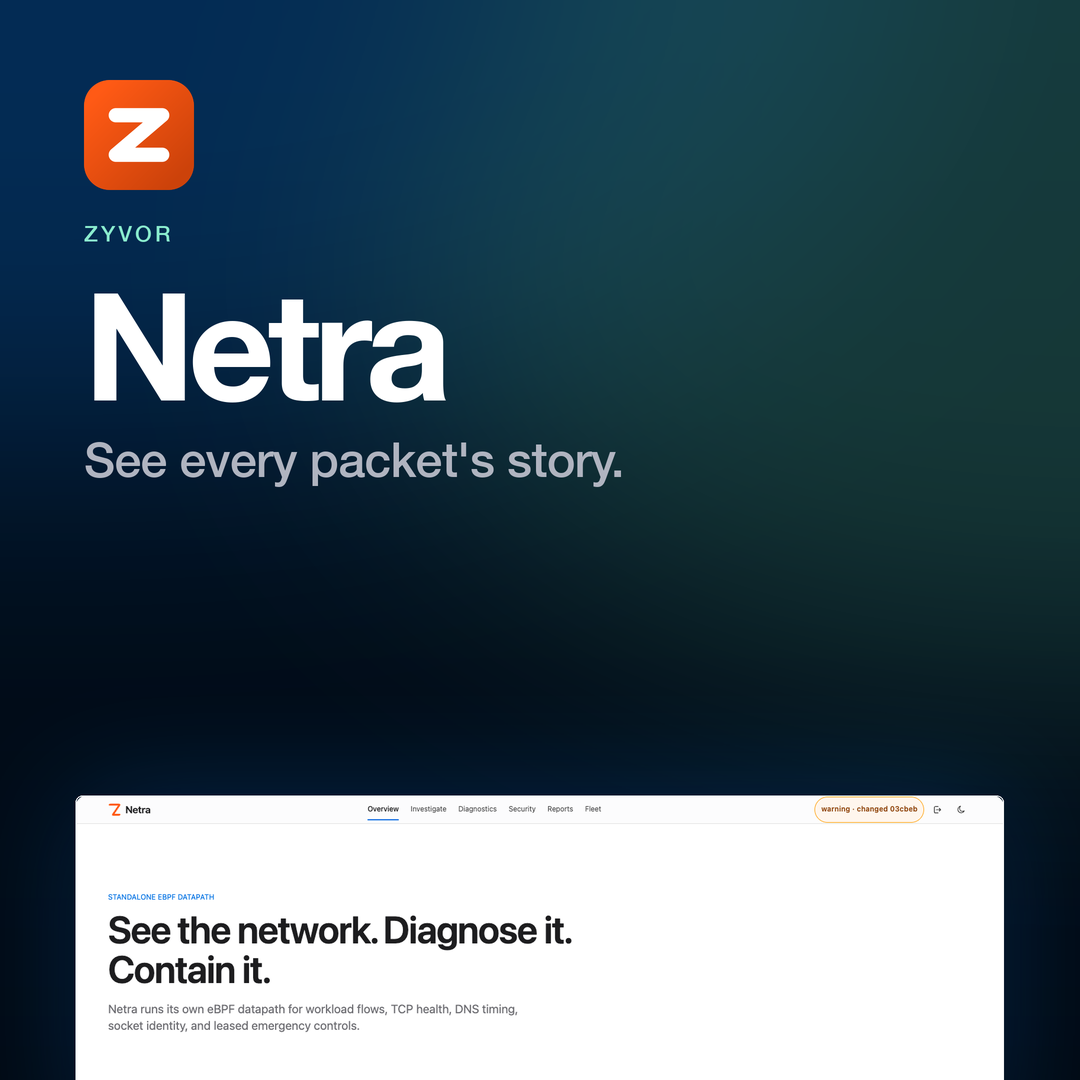 Z
ZYVOR
Netra
See every packet's story.
Z Netra
Overview Investigate Diagnostics Security Reports Fleet
warning · changed 03cbeb
STANDALONE EBPF DATAPATH
See the network. Diagnose it.
Contain it.
Netra runs its own eBPF datapath for workload flows, TCP health, DNS timing,
socket identity, and leased emergency controls.